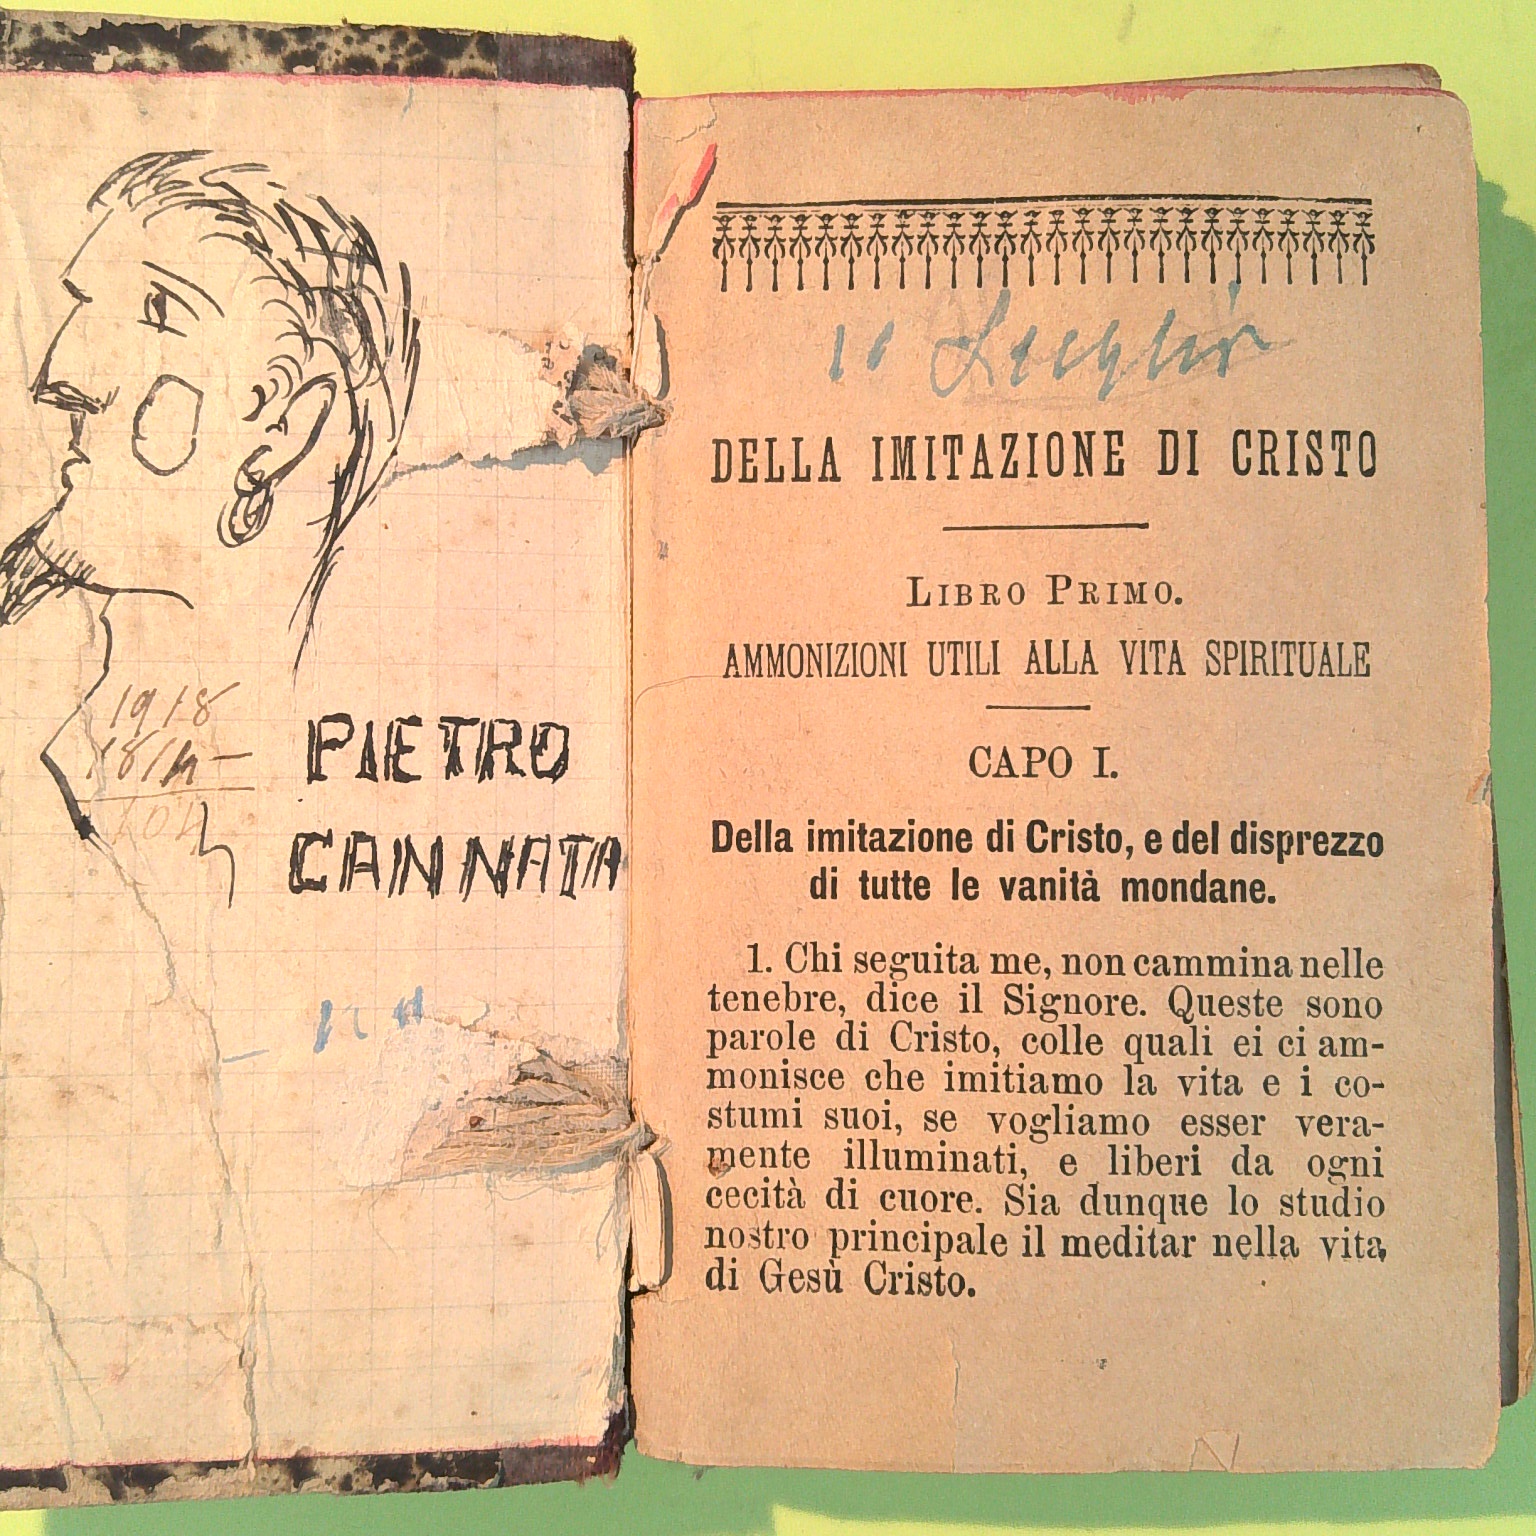 1918
PIETRO
CANNATA
Luglio
DELLA IMITAZIONE DI CRISTO
LIBRO PRIMO.
AMMONIZIONI UTILI ALLA VITA SPIRITUALE
CAPO I.
Della imitazione di Cristo, e del disprezzo
di tutte le vanità mondane.
1. Chi seguita me, non cammina nelle
tenebre, dice il Signore. Queste sono
parole di Cristo, colle quali ei ci am-
monisce che imitiamo la vita e i co-
stumi suoi, se vogliamo esser vera-
mente illuminati, e liberi da ogni
cecità di cuore. Sia dunque lo studio
nostro principale il meditar nella vita
di Gesù Cristo.